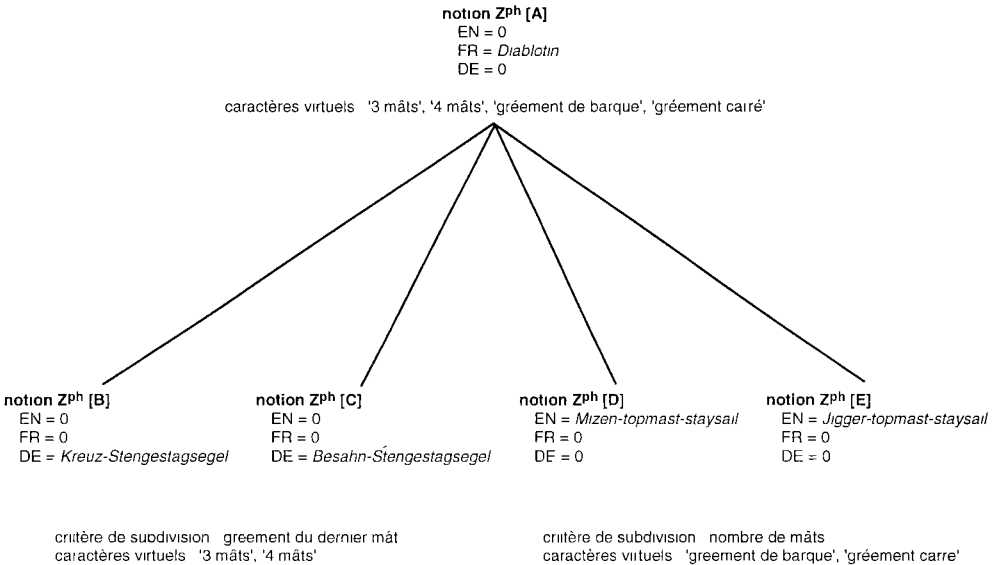 notion Zph [A]
EN = 0
FR = Diablotin
DE = 0
caractères virtuels '3 mâts', '4 mâts', 'gréement de barque', 'gréement carré'
notion Zph [B]
EN = 0
FR = 0
DE = Kreuz-Stengestagsegel
notion Zph [C]
EN = 0
FR = 0
DE = Besahn-Stengestagsegel
notion Zph [D]
EN = Mizen-topmast-staysail
FR = 0
DE = 0
notion Zph [E]
EN = Jigger-topmast-staysail
FR = 0
DE = 0
critère de subdivision greement du dernier mât
caractères virtuels '3 mâts', '4 mâts'
critère de subdivision nombre de mâts
caractères virtuels 'greement de barque', 'gréement carre'